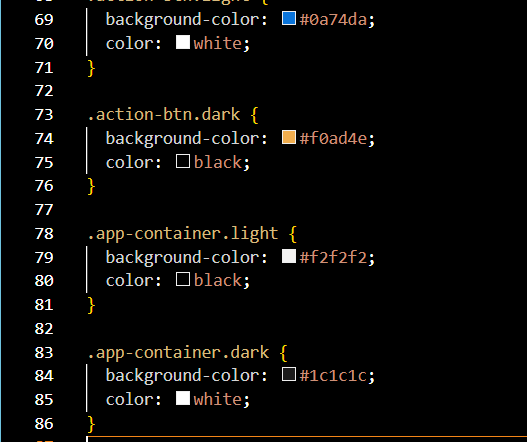 69 background-color: #0a74da;
70 color: white;
71 }
72
73 .action-btn.dark {
74 background-color: #f0ad4e;
75 color: black;
76 }
77
78 .app-container.light {
79 background-color: #f2f2f2;
80 color: black;
81 }
82
83 .app-container.dark {
84 background-color: #1c1c1c;
85 color: white;
86 }